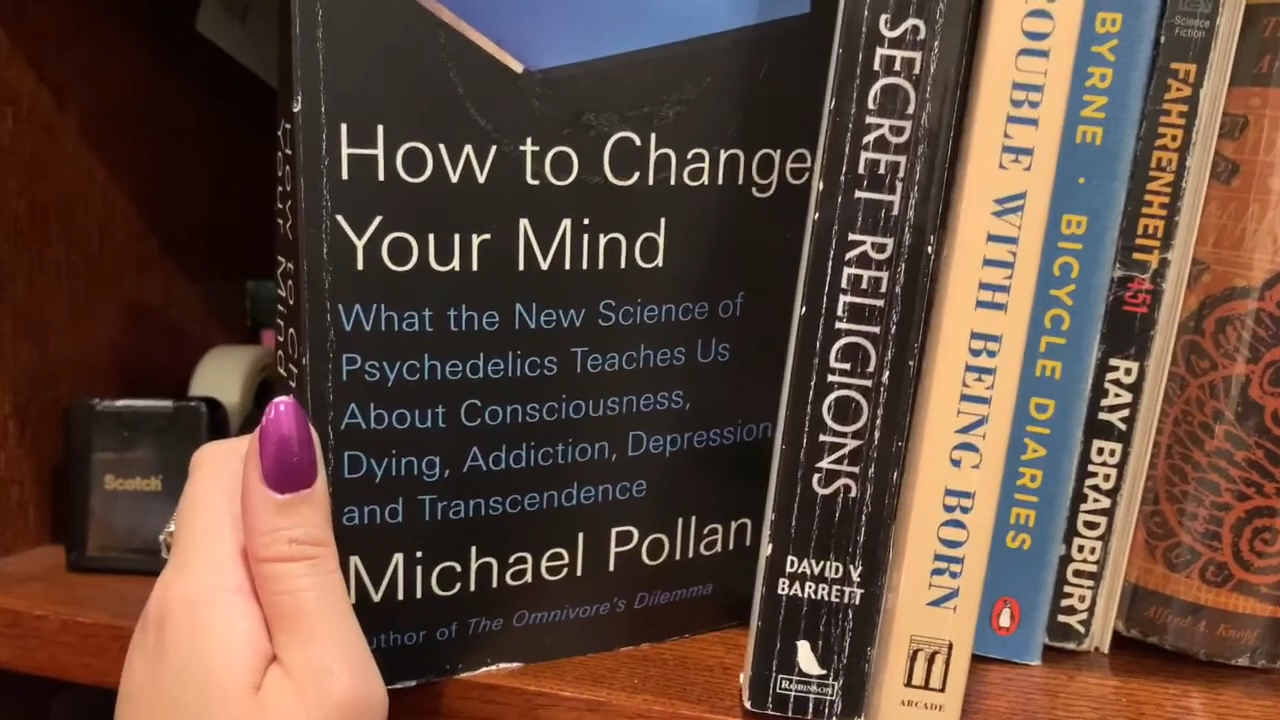 How to Change
Your Mind
What the New Science of
Psychedelics Teaches Us
About Consciousness,
Dying, Addiction, Depression,
and Transcendence
Michael Pollan
uthor of The Omnivore's Dilemma
Scotch
SECRET RELIGIONS
DAVID V.
BARRETT
ROBINSON
OUBLE WITH BEING BORN
ARCADE
BYRNE · BICYCLE DIARIES
Science
Fiction
FAHRENHEIT 451
RAY BRADBURY
Alfred A. Knopf